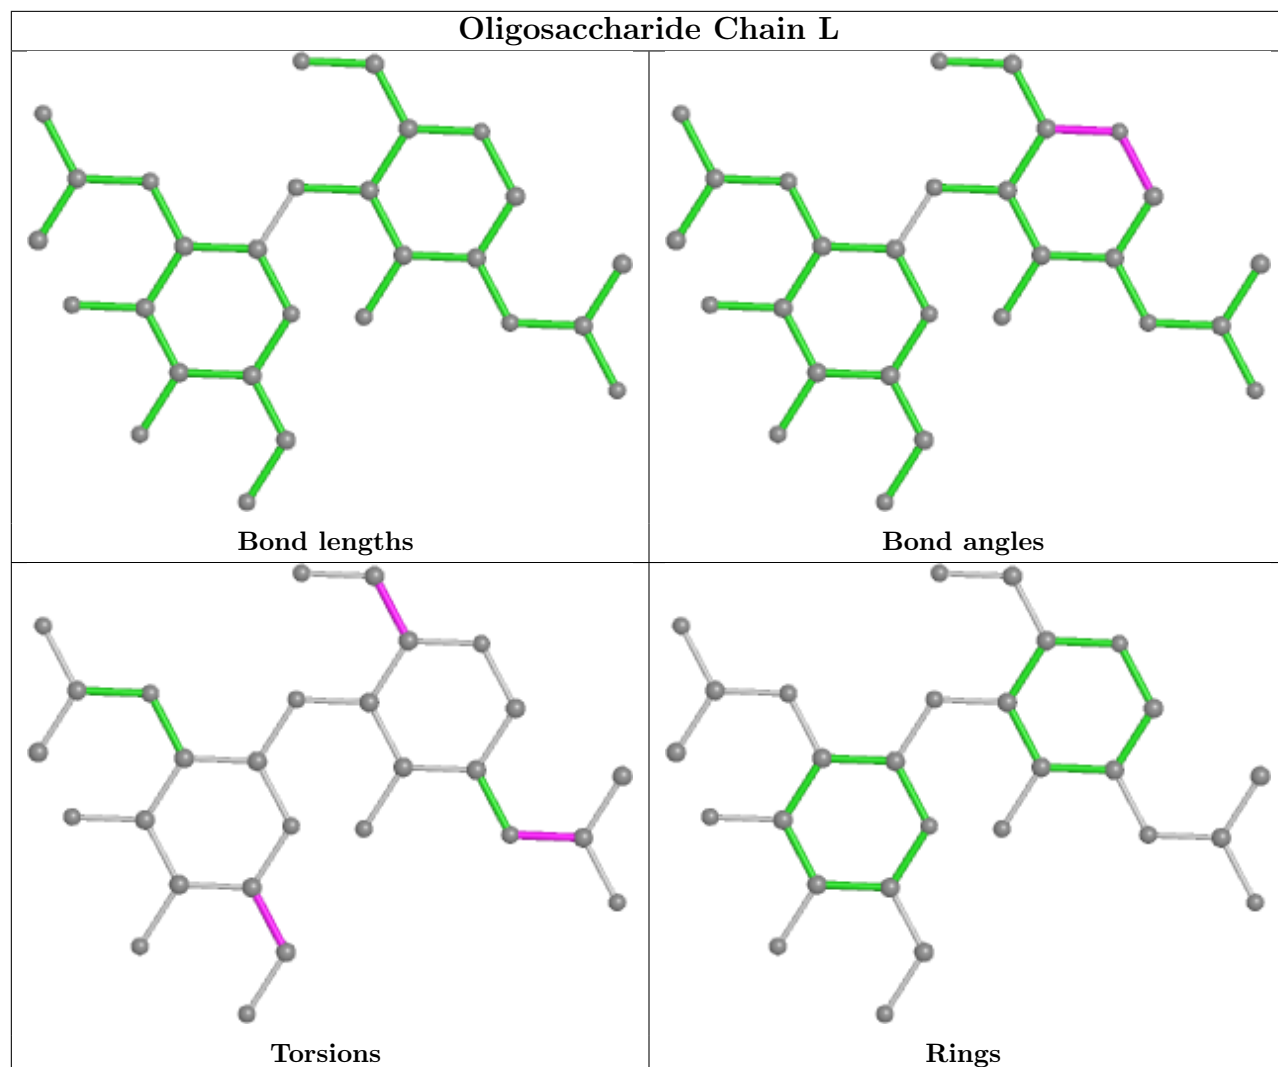 Oligosaccharide Chain L
Bond lengths
Bond angles
Torsions
Rings